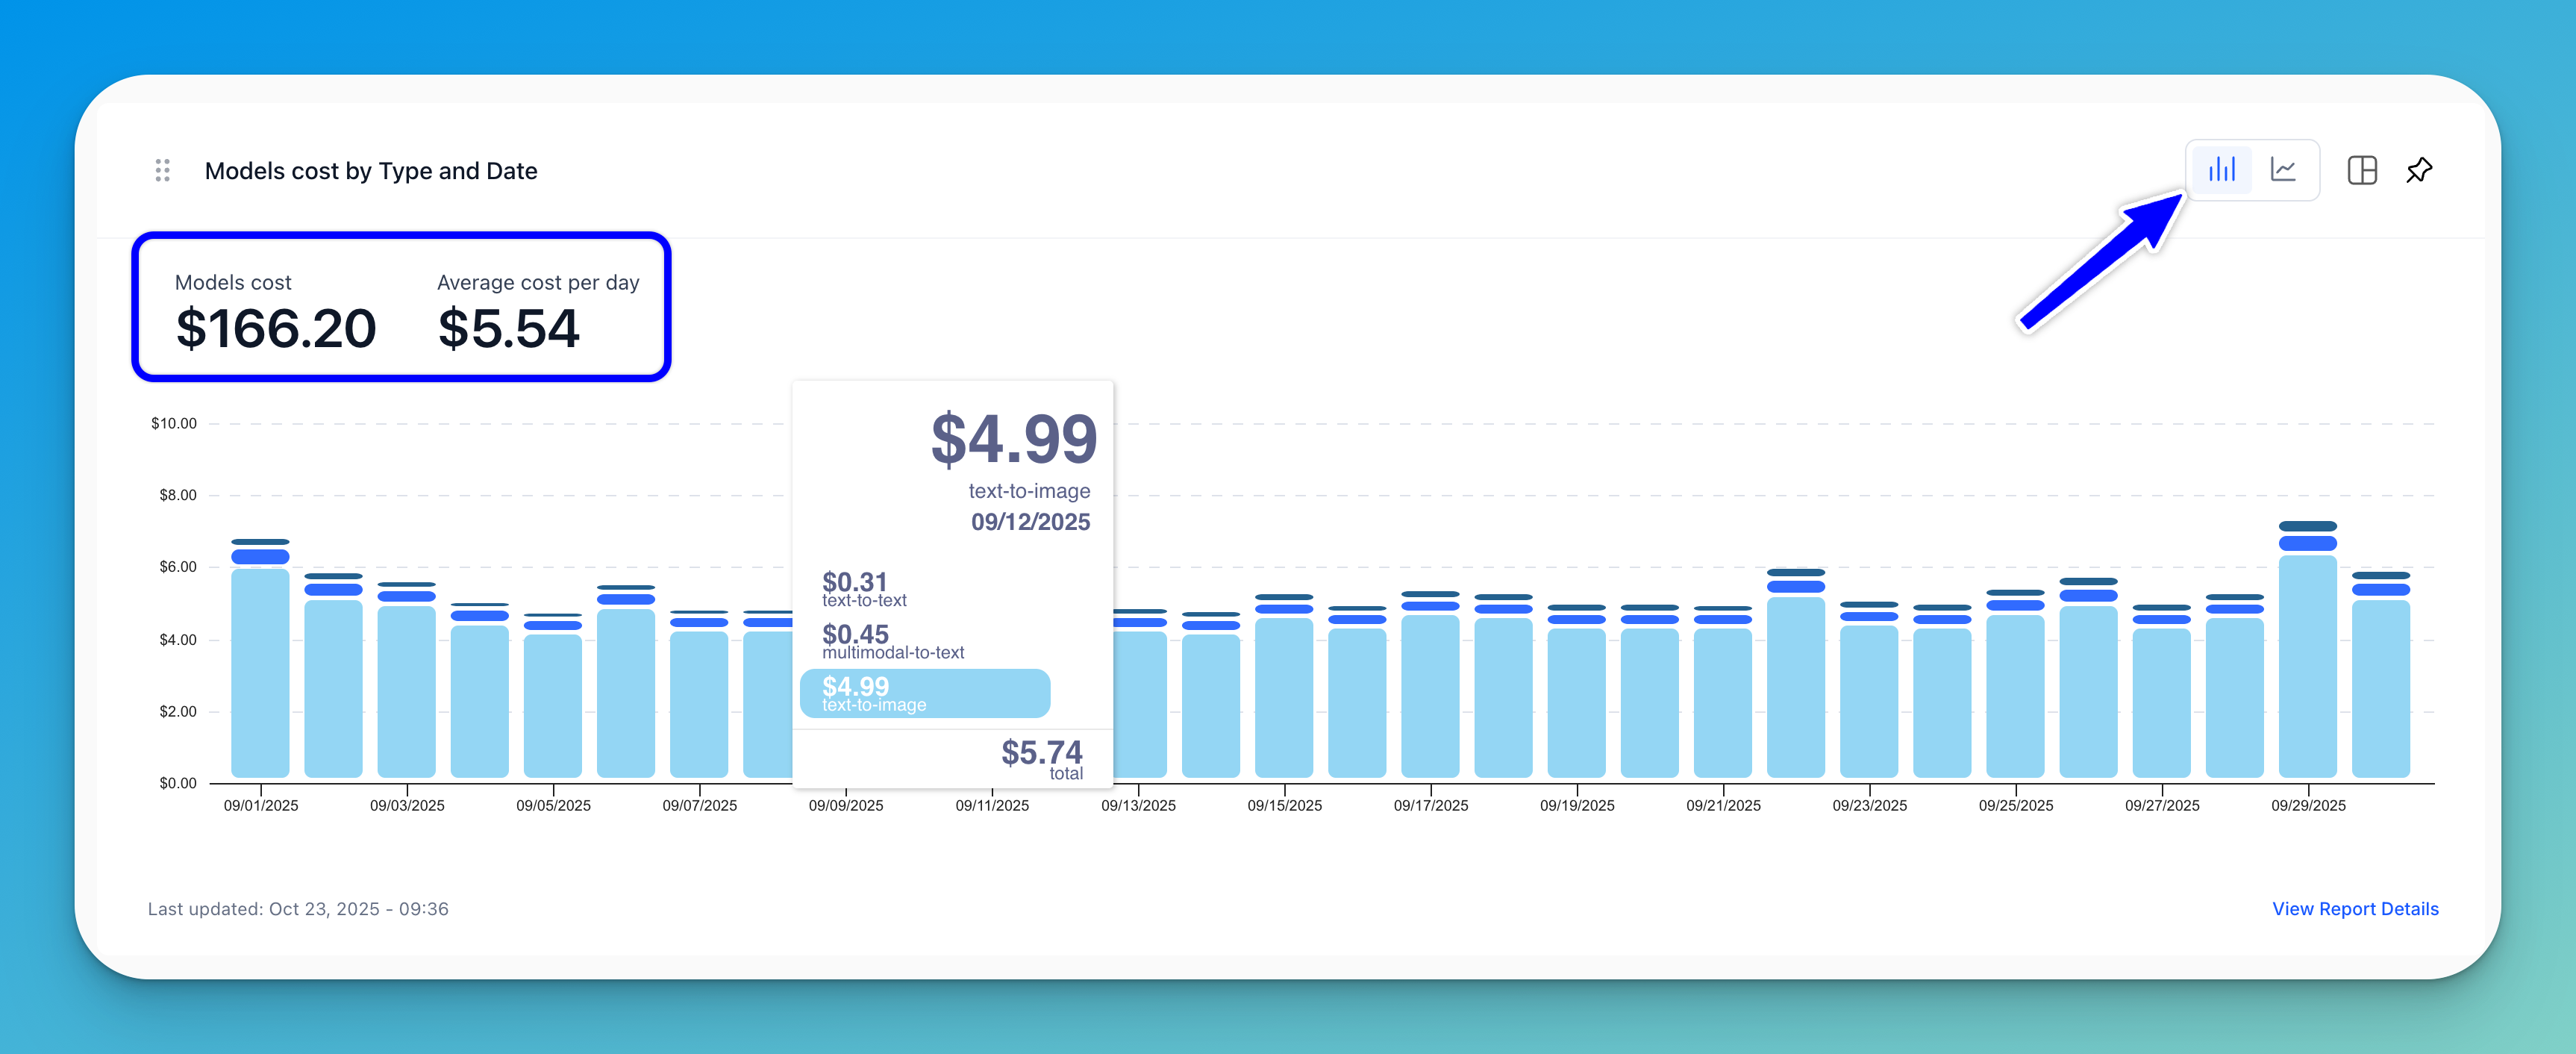 Models cost by Type and Date
Models cost
$166.20
Average cost per day
$5.54
$10.00
$8.00
$6.00
$4.00
$2.00
$0.00
$4.99
text-to-image
09/12/2025
$0.31
text-to-text
$0.45
multimodal-to-text
$4.99
text-to-image
$5.74
total
09/01/2025
09/03/2025
09/05/2025
09/07/2025
09/09/2025
09/11/2025
09/13/2025
09/15/2025
09/17/2025
09/19/2025
09/21/2025
09/23/2025
09/25/2025
09/27/2025
09/29/2025
Last updated: Oct 23, 2025 - 09:36
View Report Details